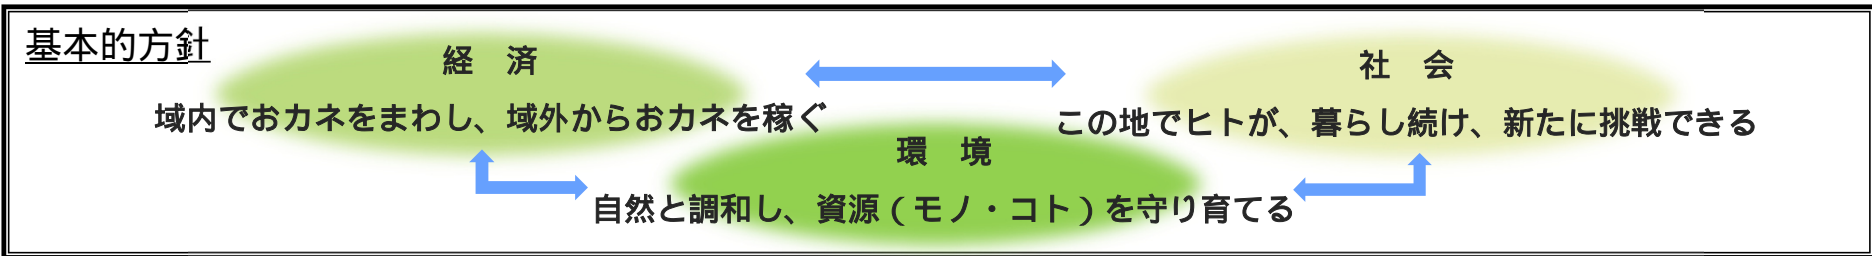 基本的方針
経　済
域内でおカネをまわし、域外からおカネを稼ぐ
社　会
この地でヒトが、暮らし続け、新たに挑戦できる
環　境
自然と調和し、資源（モノ・コト）を守り育てる